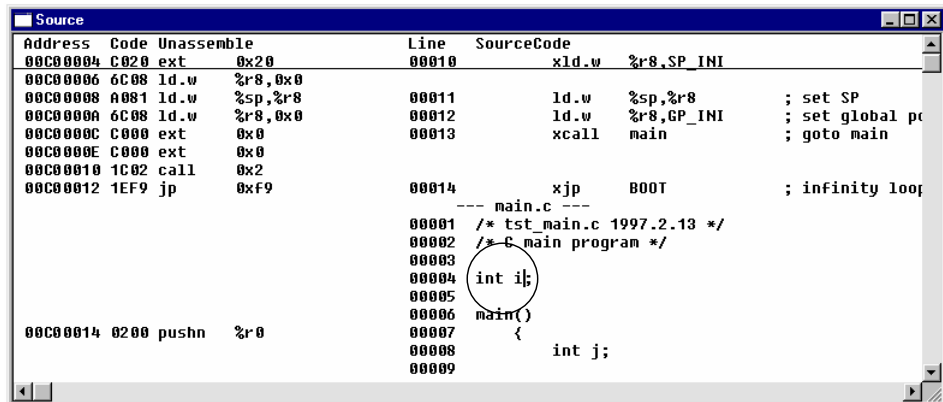 Source
Address Code Unassemble Line SourceCode
00C00004 C020 ext 0x20 00010 xld.w %r8,SP_INI
00C00006 6C08 ld.w %r8,0x0
00C00008 A081 ld.w %sp,%r8 00011 ld.w %sp,%r8 ; set SP
00C0000A 6C08 ld.w %r8,0x0 00012 ld.w %r8,GP_INI ; set global po
00C0000C C000 ext 0x0 00013 xcall main ; goto main
00C0000E C000 ext 0x0
00C00010 1C02 call 0x2
00C00012 1EF9 jp 0xf9 00014 xjp BOOT ; infinity loop
--- main.c ---
00001 /* tst_main.c 1997.2.13 */
00002 /* C main program */
00003
00004 int i;
00005
00006 main()
00C00014 0200 pushn %r0 00007 {
00008 int j;
00009